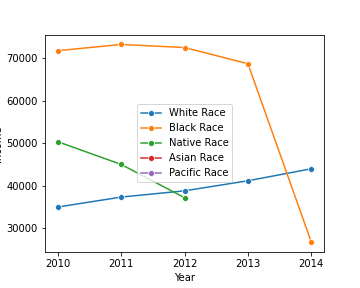 70000
60000
50000
40000
30000
White Race
Black Race
Native Race
Asian Race
Pacific Race
2010 2011 2012 2013 2014
Year